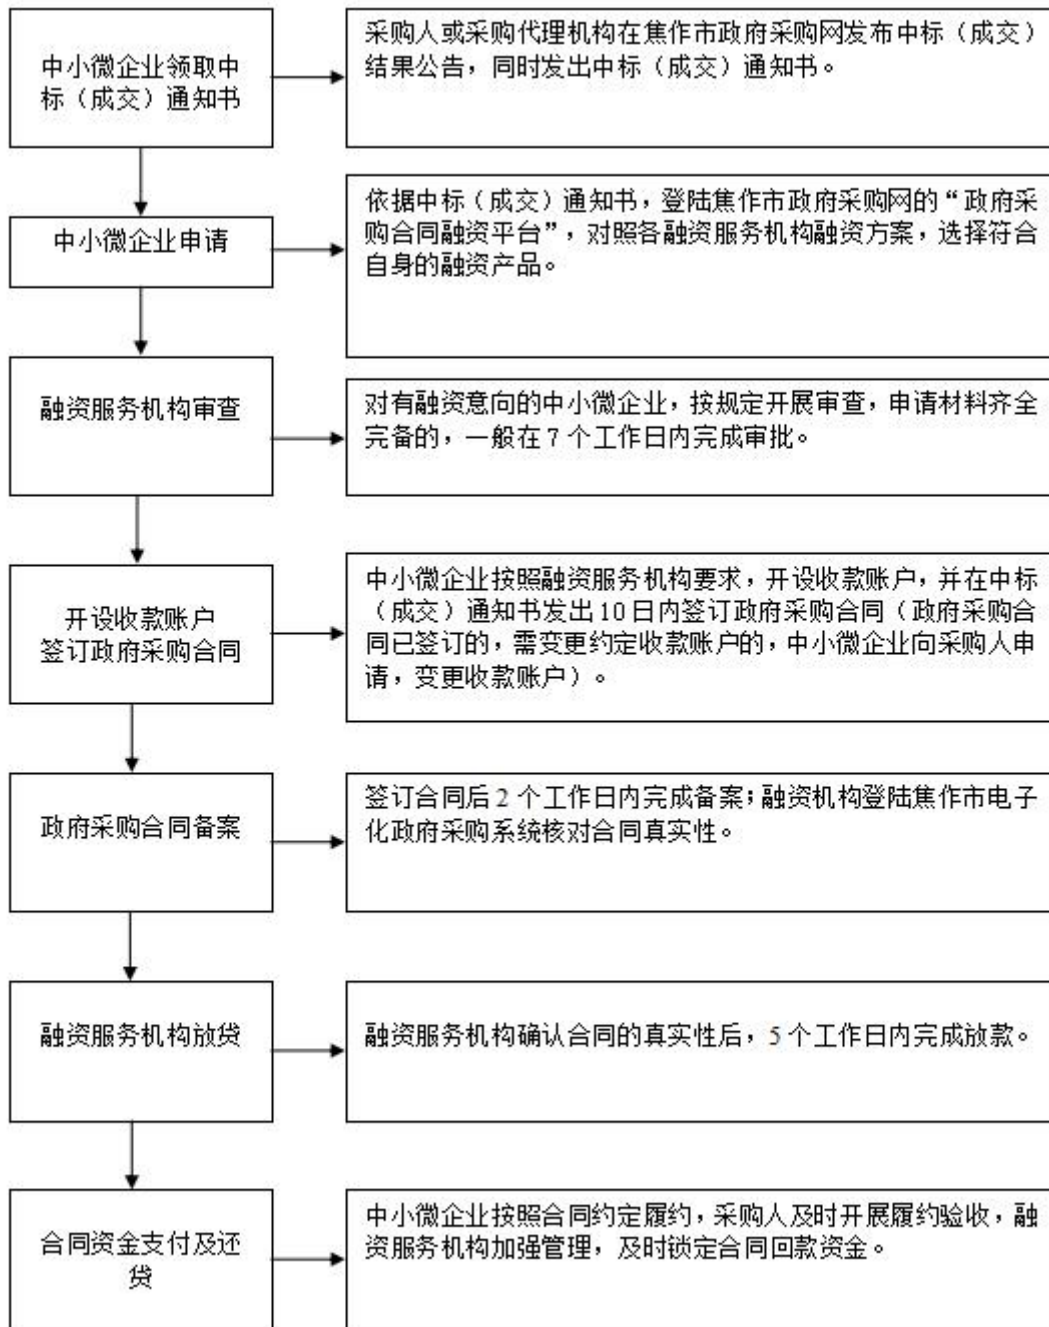 中小微企业领取中
标（成交）通知书
采购人或采购代理机构在焦作市政府采购网发布中标（成交）
结果公告，同时发出中标（成交）通知书。
中小微企业申请
依据中标（成交）通知书，登陆焦作市政府采购网的“政府采
购合同融资平台”，对照各融资服务机构融资方案，选择符合
自身的融资产品。
融资服务机构审查
对有融资意向的中小微企业，按规定开展审查，申请材料齐全
完备的，一般在7个工作日内完成审批。
开设收款账户
签订政府采购合同
中小微企业按照融资服务机构要求，开设收款账户，并在中标
（成交）通知书发出10日内签订政府采购合同（政府采购合
同已签订的，需变更约定收款账户的，中小微企业向采购人申
请，变更收款账户）。
政府采购合同备案
签订合同后2个工作日内完成备案；融资机构登陆焦作市电子
化政府采购系统核对合同真实性。
融资服务机构放贷
融资服务机构确认合同的真实性后，5个工作日内完成放款。
合同资金支付及还
贷
中小微企业按照合同约定履约，采购人及时开展履约验收，融
资服务机构加强管理，及时锁定合同回款资金。